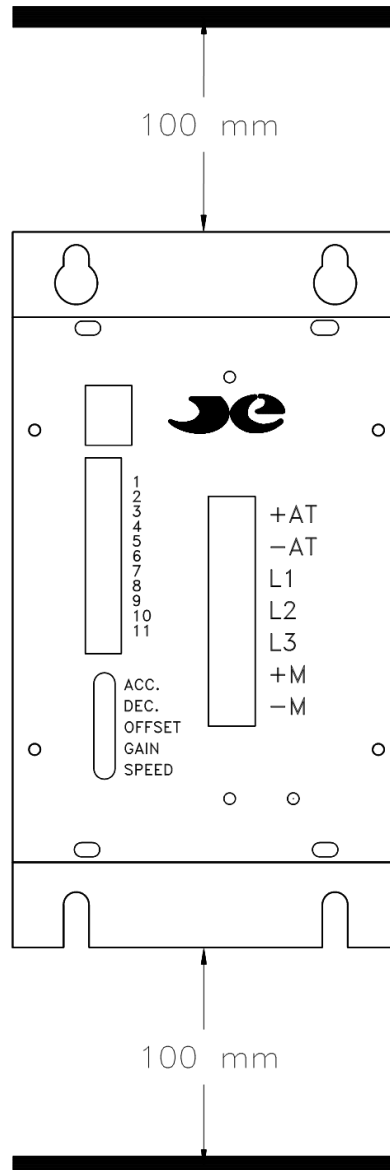 100 mm
1
2
3
4
5
6
7
8
9
10
11
+AT
-AT
L1
L2
L3
+M
-M
ACC.
DEC.
OFFSET
GAIN
SPEED
100 mm